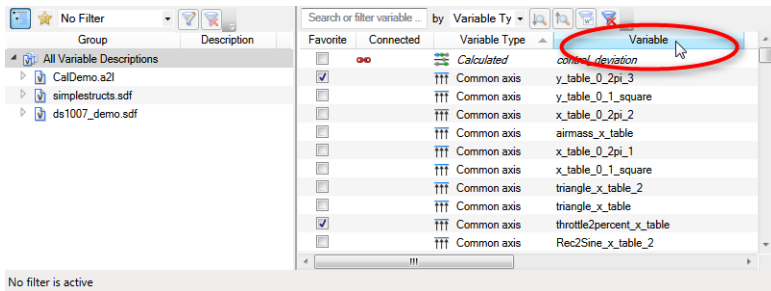 No Filter
Search or filter variable ... by Variable Ty
Group Description
Favorite Connected Variable Type Variable
All Variable Descriptions
CalDemo.a2l
simplestructs.sdf
ds1007_demo.sdf
Calculated control_deviation
Common axis y_table_0_2pi_3
Common axis y_table_0_1_square
Common axis x_table_0_2pi_2
Common axis airmass_x_table
Common axis x_table_0_2pi_1
Common axis x_table_0_1_square
Common axis triangle_x_table_2
Common axis triangle_x_table
Common axis throttle2percent_x_table
Common axis Rec2Sine_x_table_2
No filter is active